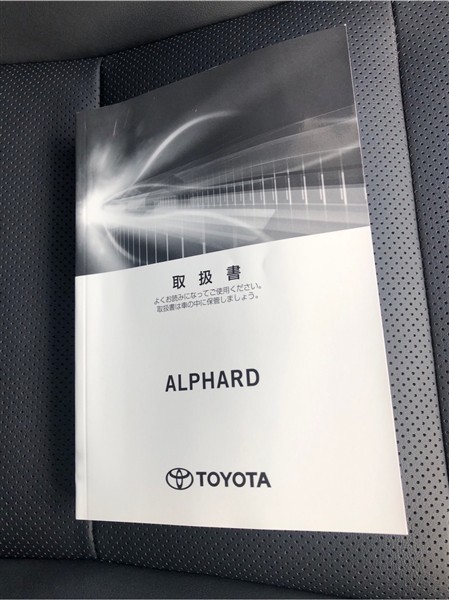 取扱書
よくお読みになってご使用ください。
取扱書は車の中に保管しましょう。
ALPHARD
TOYOTA